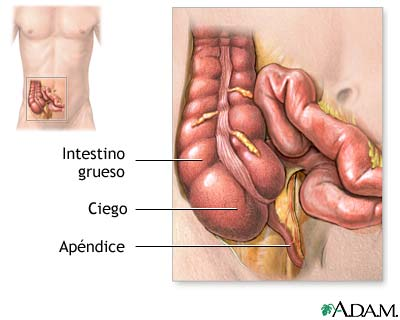 Intestino
grueso
Ciego
Apéndice
A.D.A.M.